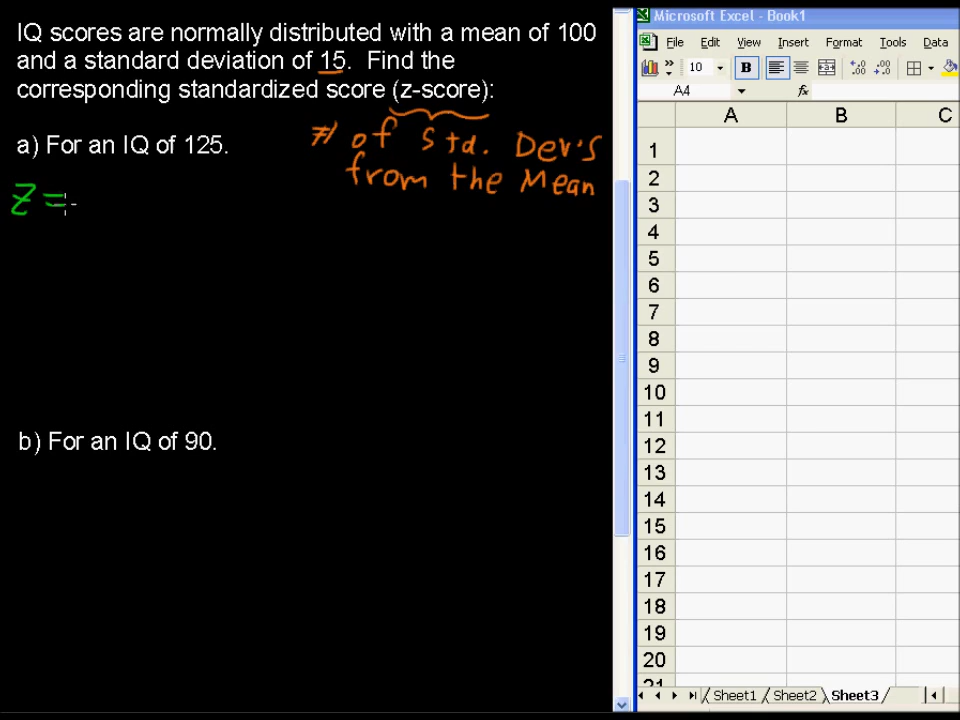 IQ scores are normally distributed with a mean of 100
and a standard deviation of 15. Find the
corresponding standardized score (z-score):
a) For an IQ of 125.
# of Std. Dev's
from the Mean
Z =
b) For an IQ of 90.
Microsoft Excel - Book1
File Edit View Insert Format Tools Data
10 B
A4 fx
A B C
1
2
3
4
5
6
7
8
9
10
11
12
13
14
15
16
17
18
19
20
21
Sheet1 Sheet2 Sheet3